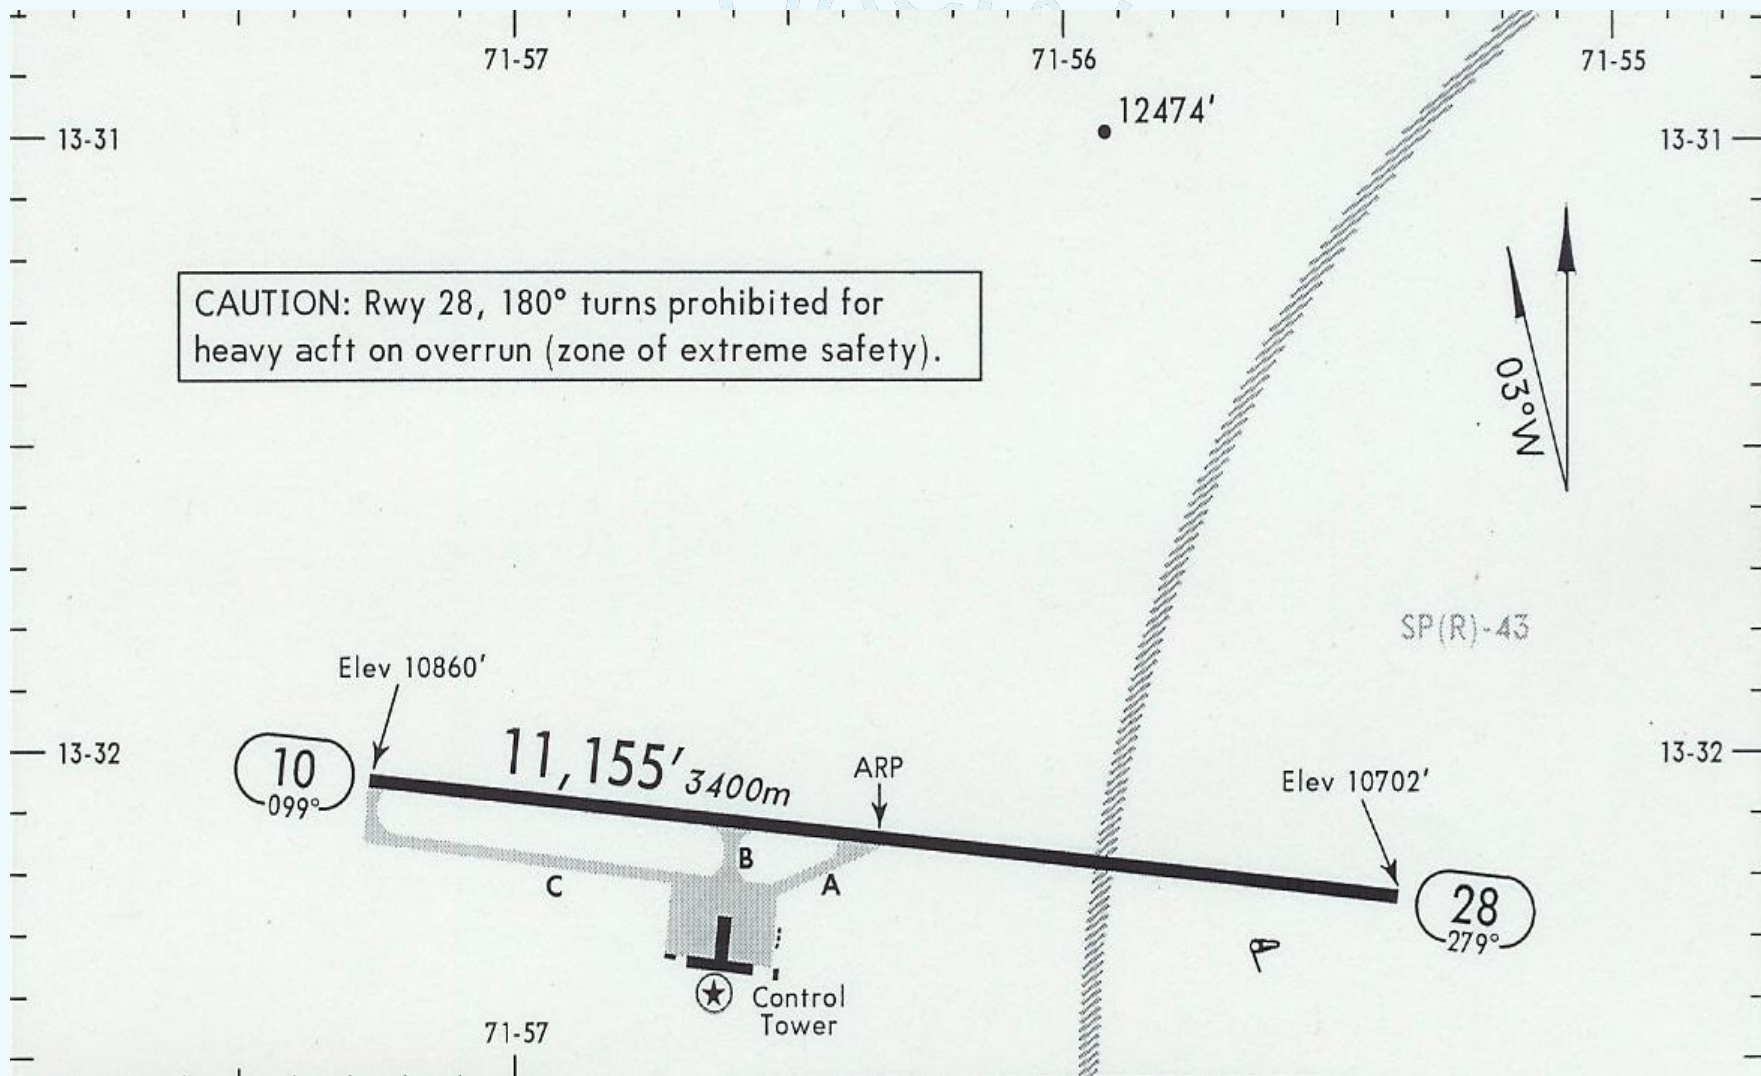 71-57
71-56
71-55
12474'
13-31
13-31
CAUTION: Rwy 28, 180° turns prohibited for
heavy acft on overrun (zone of extreme safety).
03°W
SP(R)-43
Elev 10860'
13-32
10
099°
11,155' 3400m
ARP
Elev 10702'
13-32
B
A
C
28
279°
Control
Tower
71-57